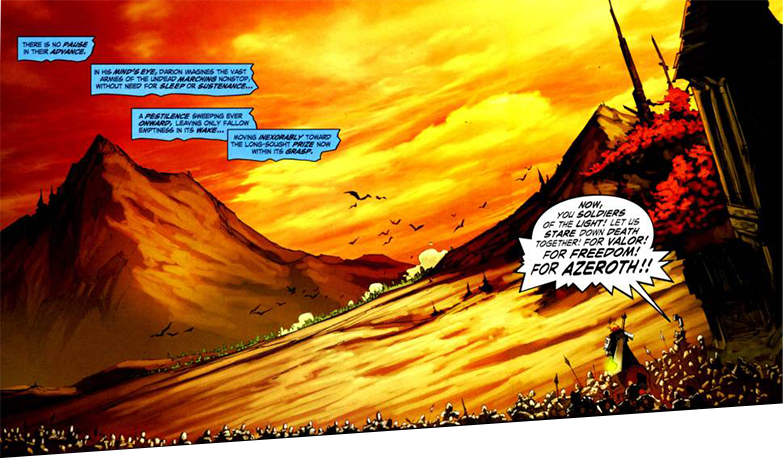 THERE IS NO PAUSE
IN THEIR ADVANCE.
IN HIS MIND'S EYE, DARION IMAGINES THE VAST
ARMIES OF THE UNDEAD MARCHING NONSTOP,
WITHOUT NEED FOR SLEEP OR SUSTENANCE...
A PESTILENCE SWEEPING EVER
ONWARD, LEAVING ONLY FALLOW
EMPTINESS IN ITS WAKE...
MOVING INEXORABLY TOWARD
THE LONG-SOUGHT PRIZE NOW
WITHIN ITS GRASP.
NOW,
YOU SOLDIERS
OF THE LIGHT! LET US
STARE DOWN DEATH
TOGETHER! FOR VALOR!
FOR FREEDOM!
FOR AZEROTH!!